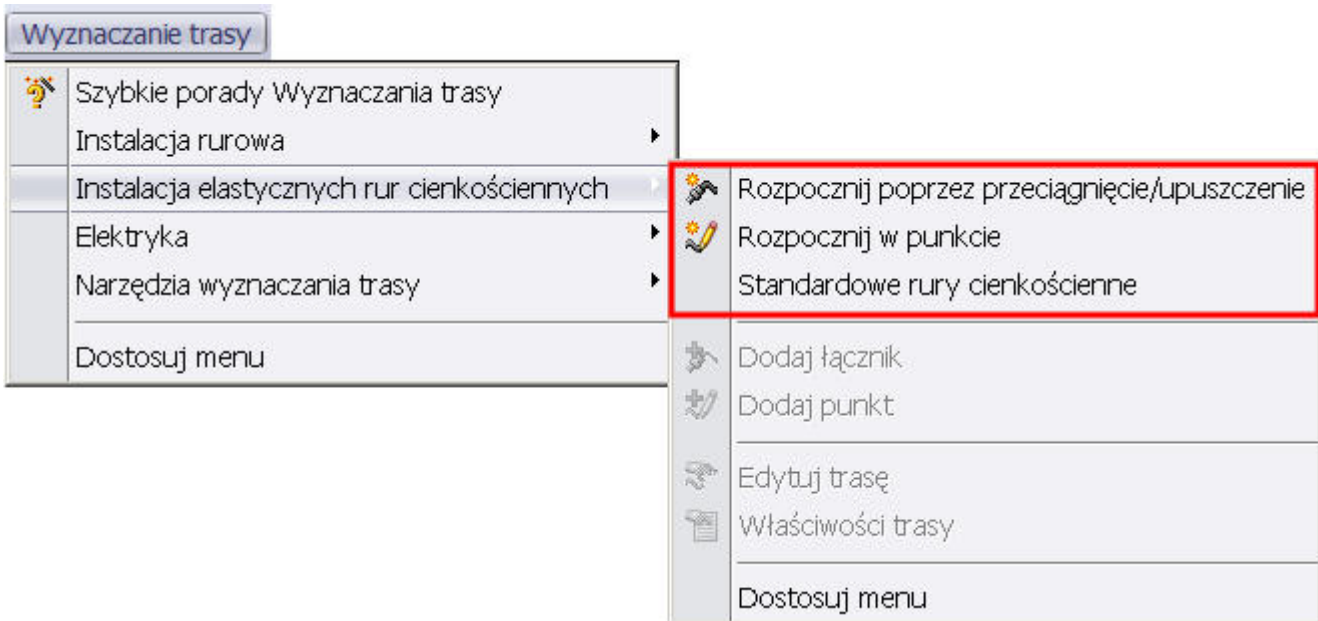 Wyznaczanie trasy
Szybkie porady Wyznaczania trasy
Instalacja rurowa
Instalacja elastycznych rur cienkościennych
Elektryka
Narzędzia wyznaczania trasy
Dostosuj menu
Rozpocznij poprzez przeciągnięcie/upuszczenie
Rozpocznij w punkcie
Standardowe rury cienkościenne
Dodaj łącznik
Dodaj punkt
Edytuj trasę
Właściwości trasy
Dostosuj menu